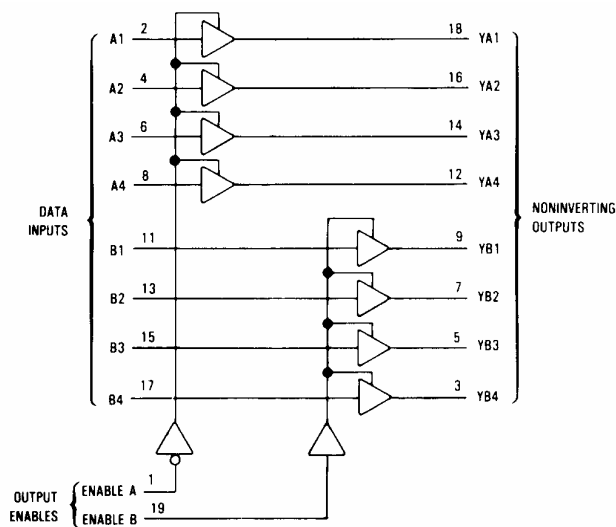 A1 2 18 YA1
A2 4 16 YA2
A3 6 14 YA3
A4 8 12 YA4
DATA
INPUTS
NONINVERTING
OUTPUTS
B1 11 9 YB1
B2 13 7 YB2
B3 15 5 YB3
B4 17 3 YB4
OUTPUT
ENABLES
ENABLE A 1
ENABLE B 19